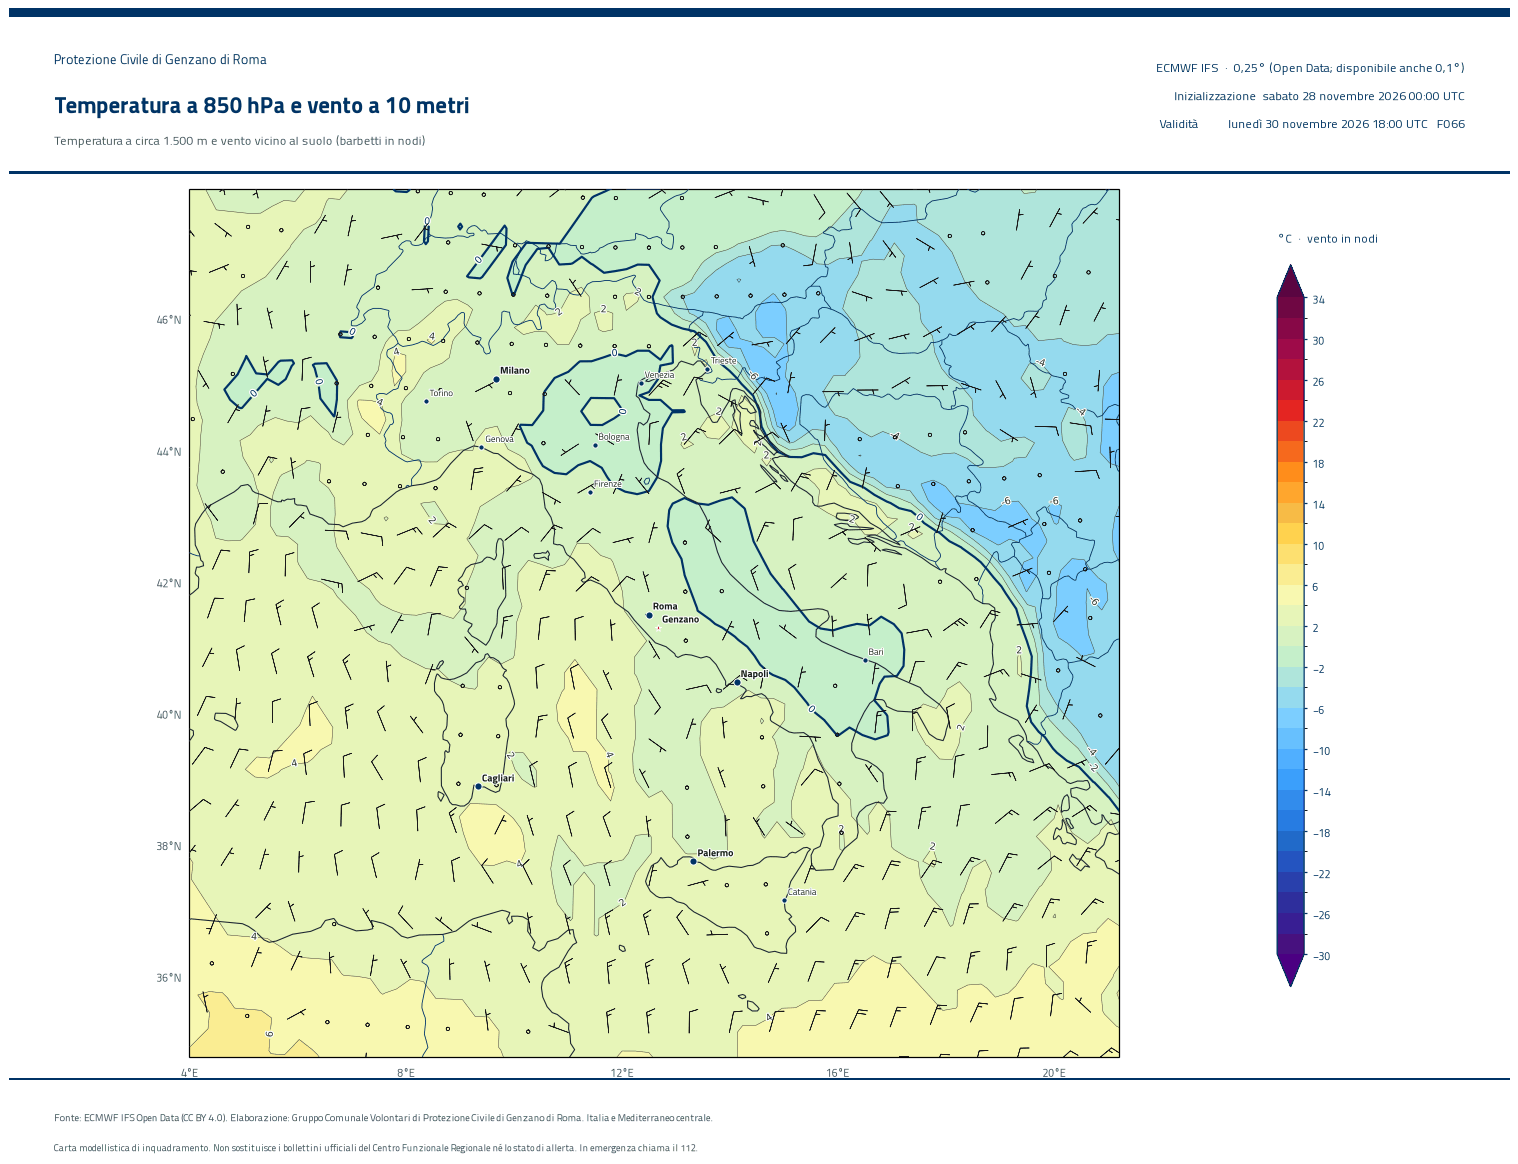 Protezione Civile di Genzano di Roma
Temperatura a 850 hPa e vento a 10 metri
Temperatura a circa 1.500 m e vento vicino al suolo (barbetti in nodi)
ECMWF IFS · 0,25° (Open Data; disponibile anche 0,1°)
Inizializzazione sabato 28 novembre 2026 00:00 UTC
Validità lunedì 30 novembre 2026 18:00 UTC F066
°C · vento in nodi
34
30
26
22
18
14
10
6
2
−2
−6
−10
−14
−18
−22
−26
−30
46°N
44°N
42°N
40°N
38°N
36°N
Milano
Torino
Venezia
Trieste
Genova
Bologna
Firenze
Roma
Genzano
Napoli
Bari
Cagliari
Palermo
Catania
4°E
8°E
12°E
16°E
20°E
Fonte: ECMWF IFS Open Data (CC BY 4.0). Elaborazione: Gruppo Comunale Volontari di Protezione Civile di Genzano di Roma. Italia e Mediterraneo centrale.
Carta modellistica di inquadramento. Non sostituisce i bollettini ufficiali del Centro Funzionale Regionale né lo stato di allerta. In emergenza chiama il 112.